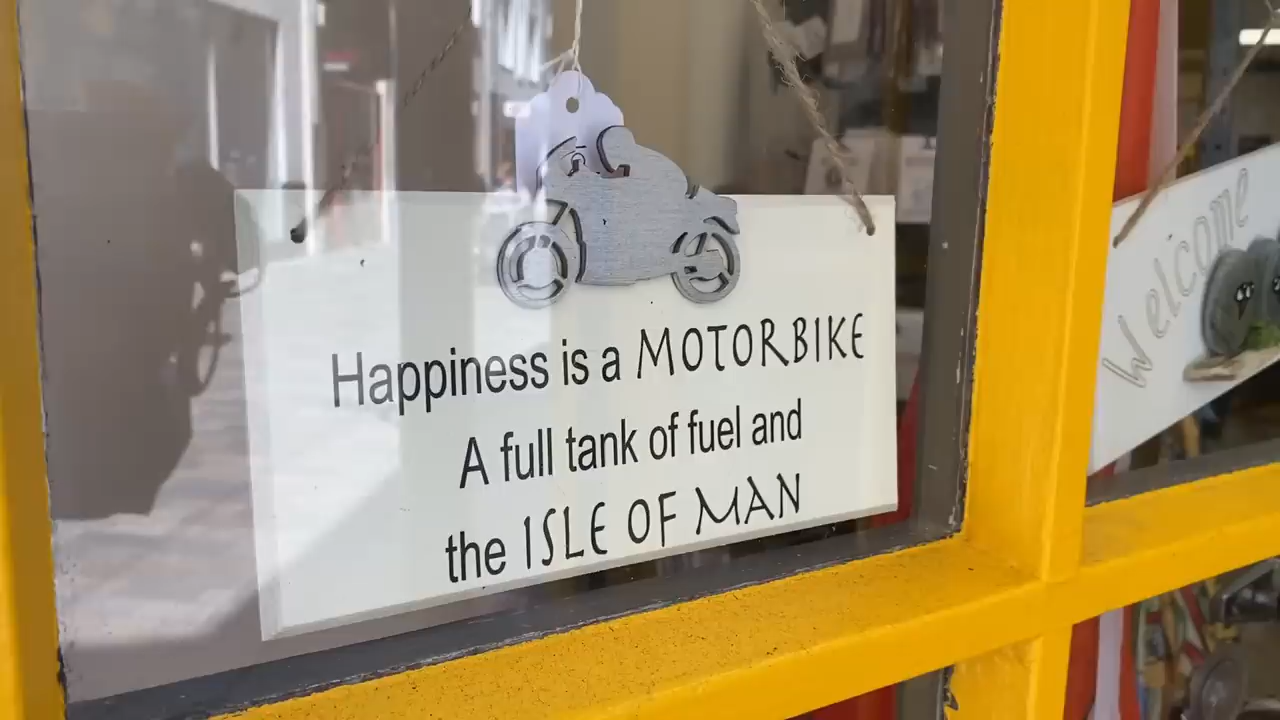 Happiness is a MOTORBIKE
A full tank of fuel and
the ISLE OF MAN
Welcome